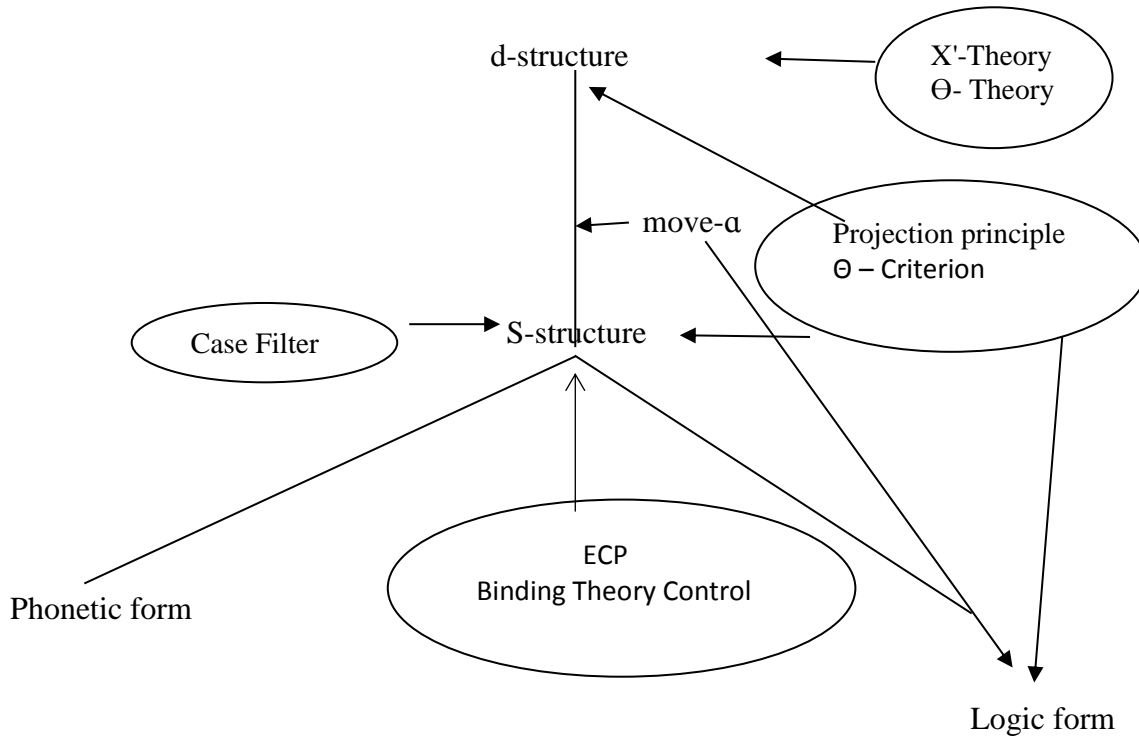 d-structure
X'-Theory
Ө- Theory
move-ɑ
Projection principle
Θ – Criterion
Case Filter
S-structure
ECP
Binding Theory Control
Phonetic form
Logic form